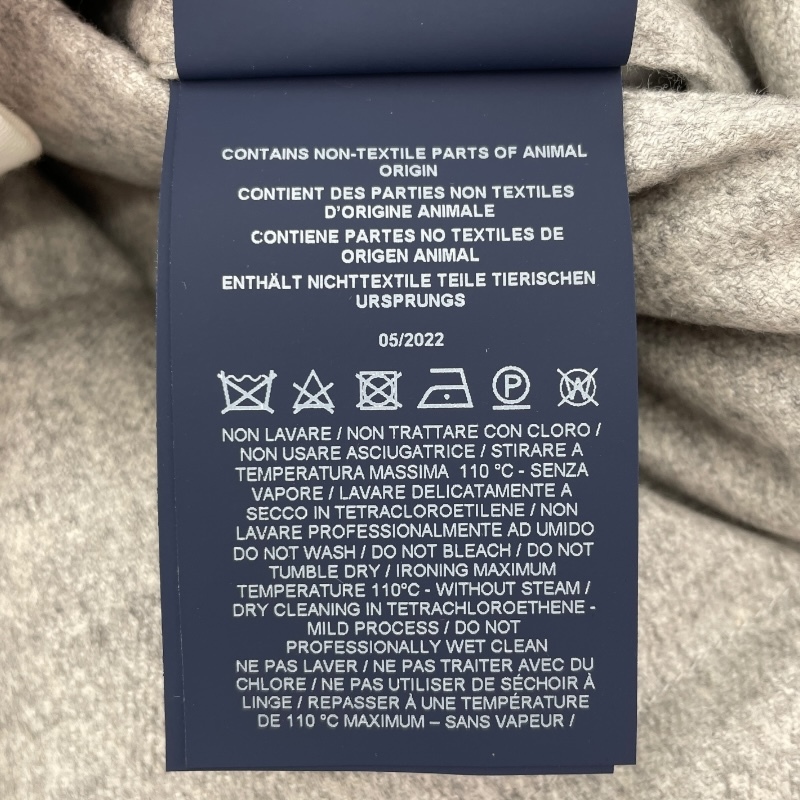 CONTAINS NON-TEXTILE PARTS OF ANIMAL
ORIGIN
CONTIENT DES PARTIES NON TEXTILES
D'ORIGINE ANIMALE
CONTIENE PARTES NO TEXTILES DE
ORIGEN ANIMAL
ENTHÄLT NICHTTEXTILE TEILE TIERISCHEN
URSPRUNGS
05/2022
P W
NON LAVARE / NON TRATTARE CON CLORO /
NON USARE ASCIUGATRICE / STIRARE A
TEMPERATURA MASSIMA 110 °C - SENZA
VAPORE / LAVARE DELICATAMENTE A
SECCO IN TETRACLOROETILENE / NON
LAVARE PROFESSIONALMENTE AD UMIDO
DO NOT WASH / DO NOT BLEACH / DO NOT
TUMBLE DRY / IRONING MAXIMUM
TEMPERATURE 110°C - WITHOUT STEAM /
DRY CLEANING IN TETRACHLOROETHENE -
MILD PROCESS / DO NOT
PROFESSIONALLY WET CLEAN
NE PAS LAVER / NE PAS TRAITER AVEC DU
CHLORE / NE PAS UTILISER DE SÉCHOIR À
LINGE / REPASSER À UNE TEMPÉRATURE
DE 110 °C MAXIMUM – SANS VAPEUR /